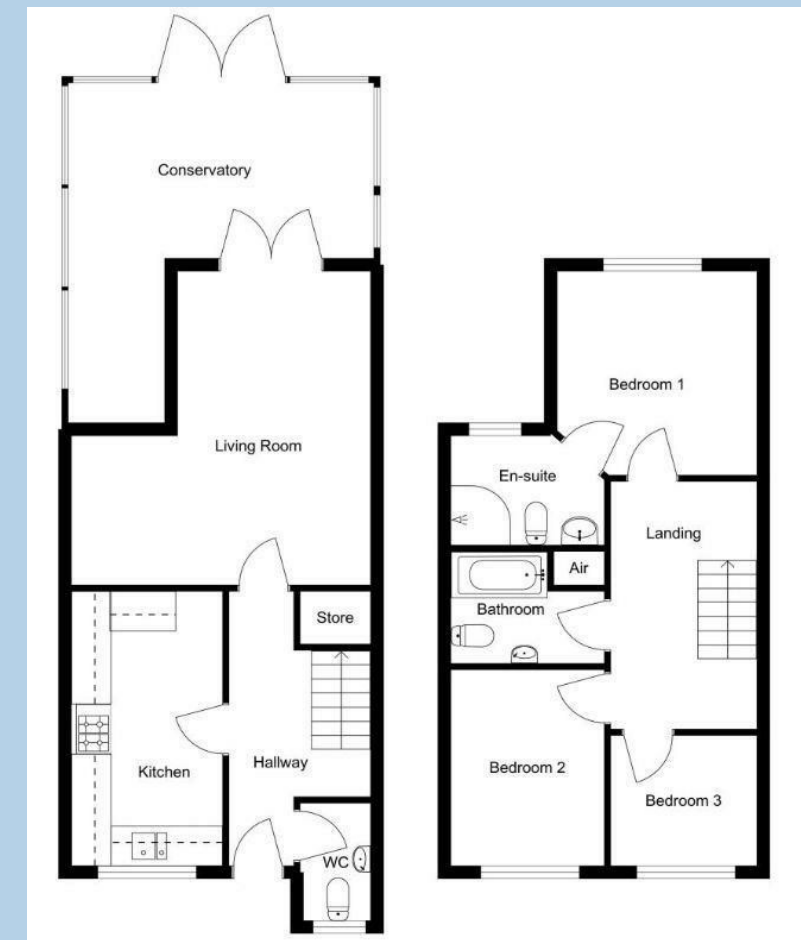 Conservatory
Living Room
Store
Hallway
Kitchen
WC
Bedroom 1
En-suite
Landing
Air
Bathroom
Bedroom 2
Bedroom 3